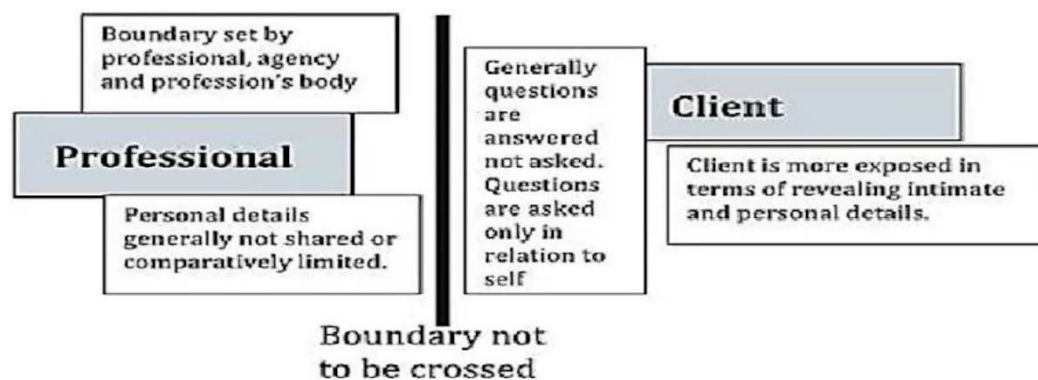 Boundary set by
professional, agency
and profession's body
Professional
Personal details
generally not shared or
comparatively limited.
Generally
questions
are
answered
not asked.
Questions
are asked
only in
relation to
self
Client
Client is more exposed in
terms of revealing intimate
and personal details.
Boundary not
to be crossed